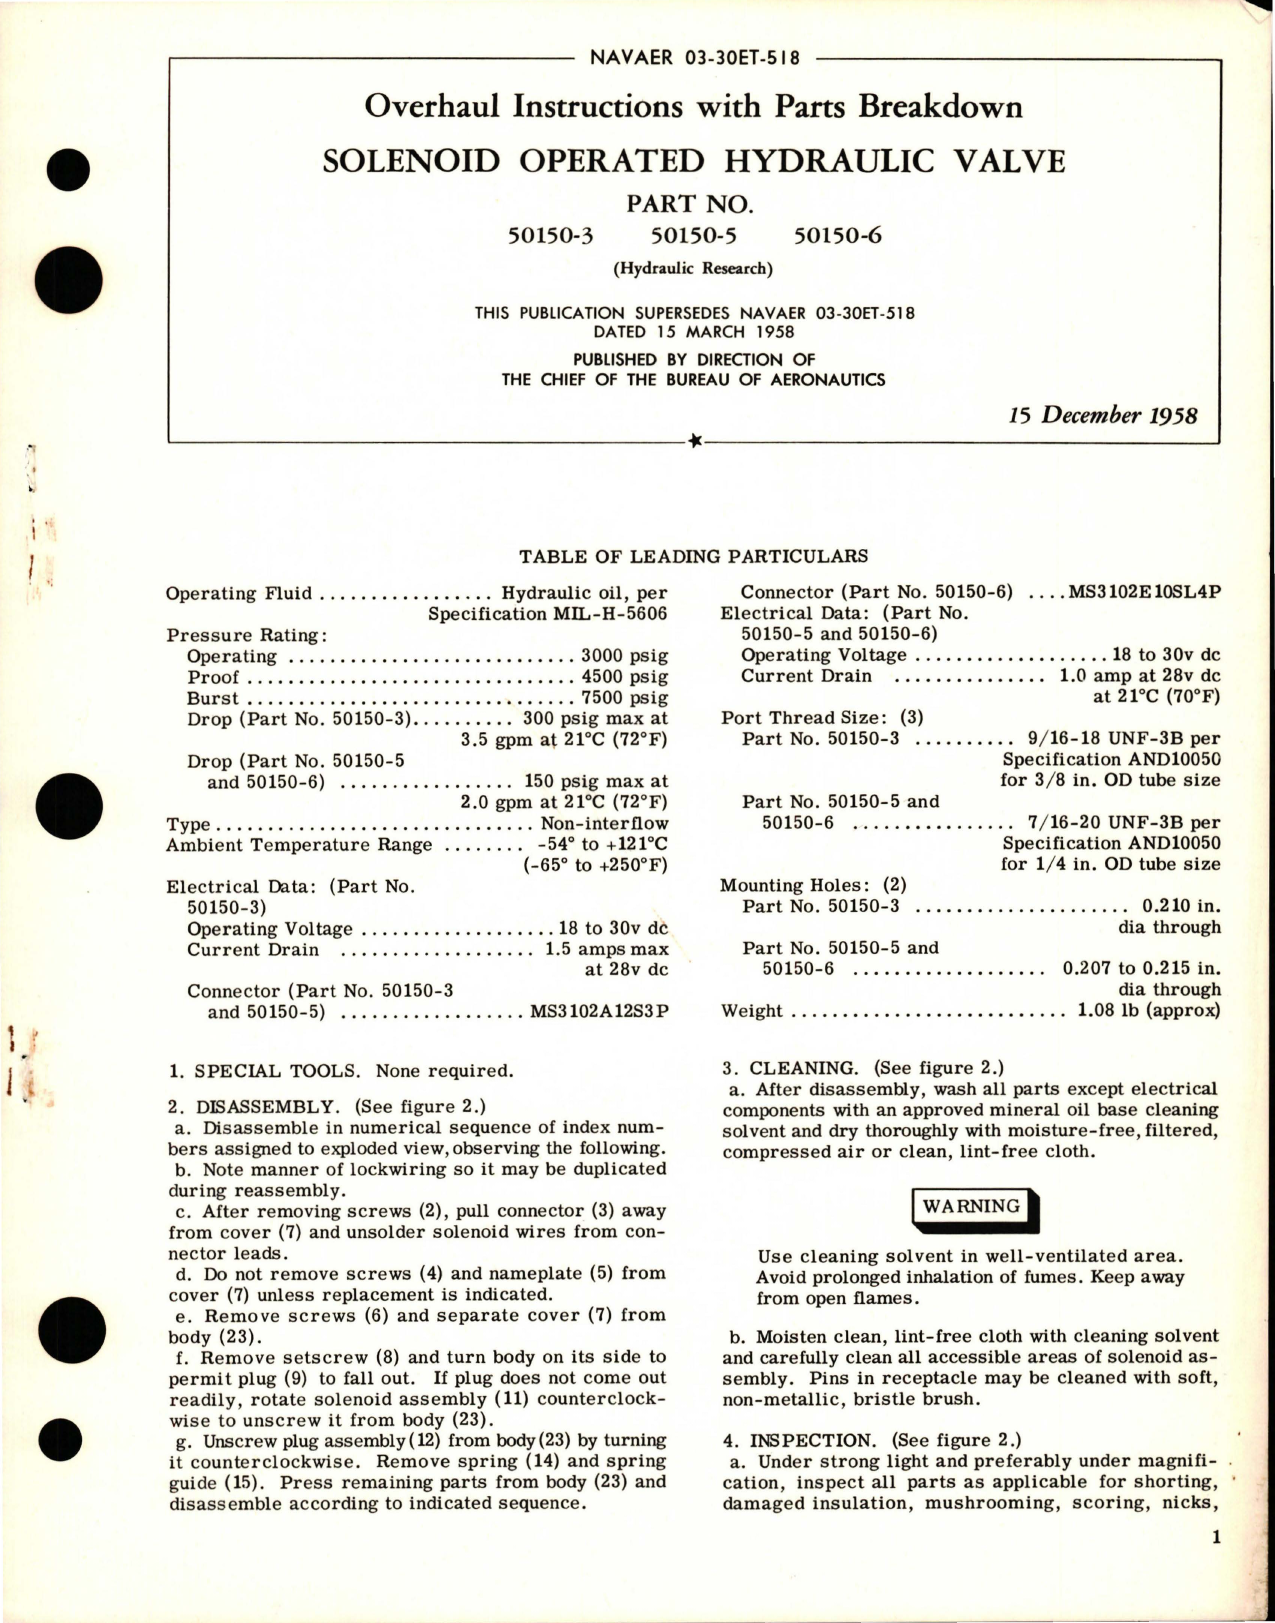 NAVAER 03-30ET-518
Overhaul Instructions with Parts Breakdown
SOLENOID OPERATED HYDRAULIC VALVE
PART NO.
50150-3 50150-5 50150-6
(Hydraulic Research)
THIS PUBLICATION SUPERSEDES NAVAER 03-30ET-518
DATED 15 MARCH 1958
PUBLISHED BY DIRECTION OF
THE CHIEF OF THE BUREAU OF AERONAUTICS
15 December 1958
TABLE OF LEADING PARTICULARS
Operating Fluid ................. Hydraulic oil, per
Specification MIL-H-5606
Pressure Rating:
Operating ............................ 3000 psig
Proof ................................ 4500 psig
Burst ................................ 7500 psig
Drop (Part No. 50150-3).......... 300 psig max at
3.5 gpm at 21°C (72°F)
Drop (Part No. 50150-5
and 50150-6) ................. 150 psig max at
2.0 gpm at 21°C (72°F)
Type ............................... Non-interflow
Ambient Temperature Range ........ -54° to +121°C
(-65° to +250°F)
Electrical Data: (Part No.
50150-3)
Operating Voltage ................... 18 to 30v dc
Current Drain ................... 1.5 amps max
at 28v dc
Connector (Part No. 50150-3
and 50150-5) .................. MS3102A12S3P
1. SPECIAL TOOLS. None required.
2. DISASSEMBLY. (See figure 2.)
a. Disassemble in numerical sequence of index num-
bers assigned to exploded view, observing the following.
b. Note manner of lockwiring so it may be duplicated
during reassembly.
c. After removing screws (2), pull connector (3) away
from cover (7) and unsolder solenoid wires from con-
nector leads.
d. Do not remove screws (4) and nameplate (5) from
cover (7) unless replacement is indicated.
e. Remove screws (6) and separate cover (7) from
body (23).
f. Remove setscrew (8) and turn body on its side to
permit plug (9) to fall out. If plug does not come out
readily, rotate solenoid assembly (11) counterclock-
wise to unscrew it from body (23).
g. Unscrew plug assembly (12) from body (23) by turning
it counterclockwise. Remove spring (14) and spring
guide (15). Press remaining parts from body (23) and
disassemble according to indicated sequence.
Connector (Part No. 50150-6) .... MS3102E10SL4P
Electrical Data: (Part No.
50150-5 and 50150-6)
Operating Voltage ................... 18 to 30v dc
Current Drain ............... 1.0 amp at 28v dc
at 21°C (70°F)
Port Thread Size: (3)
Part No. 50150-3 .......... 9/16-18 UNF-3B per
Specification AND10050
for 3/8 in. OD tube size
Part No. 50150-5 and
50150-6 ................ 7/16-20 UNF-3B per
Specification AND10050
for 1/4 in. OD tube size
Mounting Holes: (2)
Part No. 50150-3 ..................... 0.210 in.
dia through
Part No. 50150-5 and
50150-6 ................... 0.207 to 0.215 in.
dia through
Weight ........................... 1.08 lb (approx)
3. CLEANING. (See figure 2.)
a. After disassembly, wash all parts except electrical
components with an approved mineral oil base cleaning
solvent and dry thoroughly with moisture-free, filtered,
compressed air or clean, lint-free cloth.
WARNING
Use cleaning solvent in well-ventilated area.
Avoid prolonged inhalation of fumes. Keep away
from open flames.
b. Moisten clean, lint-free cloth with cleaning solvent
and carefully clean all accessible areas of solenoid as-
sembly. Pins in receptacle may be cleaned with soft,
non-metallic, bristle brush.
4. INSPECTION. (See figure 2.)
a. Under strong light and preferably under magnifi-
cation, inspect all parts as applicable for shorting,
damaged insulation, mushrooming, scoring, nicks,
1